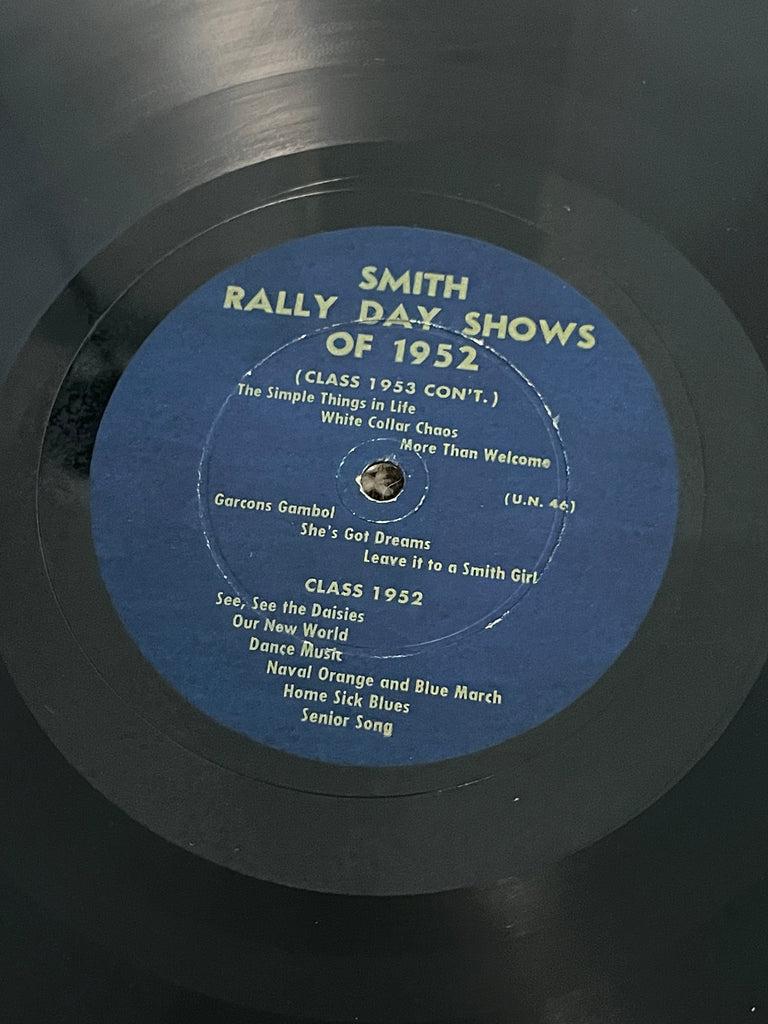 SMITH
RALLY DAY SHOWS
OF 1952
(CLASS 1953 CON'T.)
The Simple Things in Life
White Collar Chaos
More Than Welcome
(U.N. 46)
Garcons Gambol
She's Got Dreams
Leave it to a Smith Girl
CLASS 1952
See, See the Daisies
Our New World
Dance Music
Naval Orange and Blue March
Home Sick Blues
Senior Song